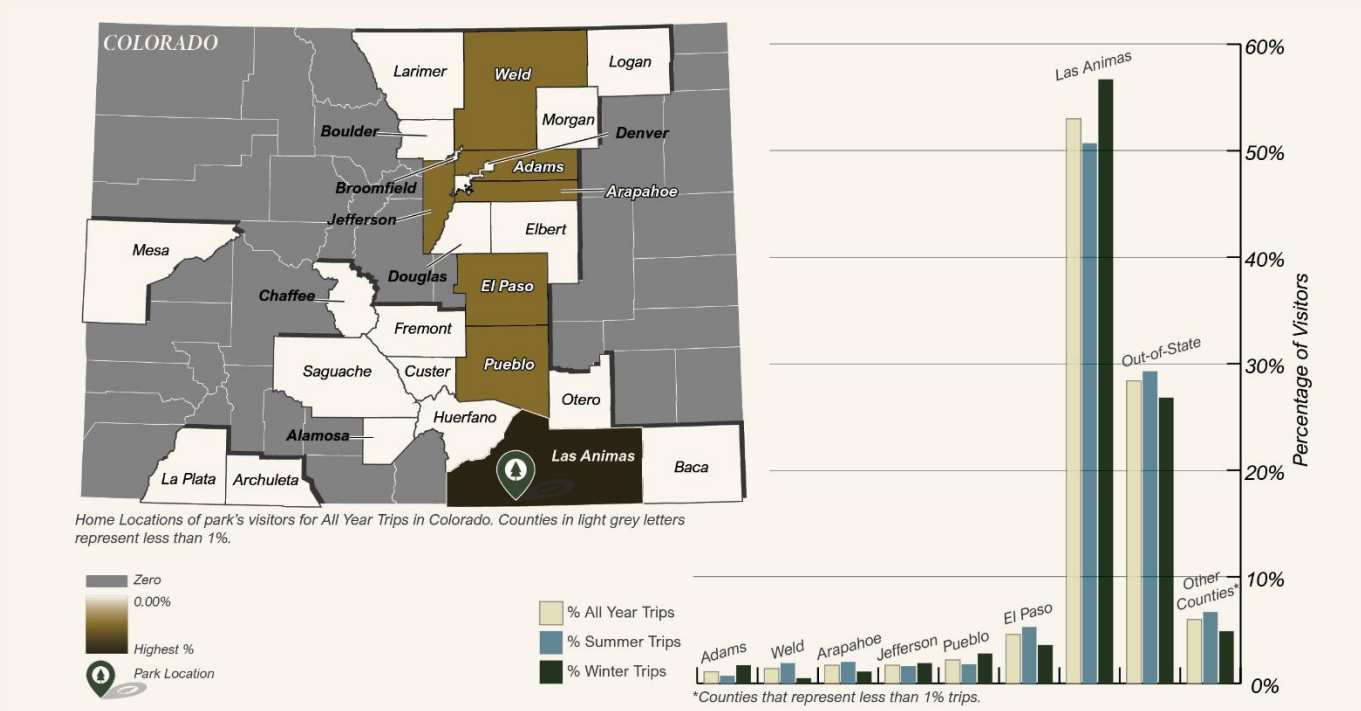 COLORADO
Larimer
Weld
Logan
Boulder
Morgan
Denver
Broomfield
Adams
Arapahoe
Jefferson
Mesa
Elbert
Douglas
Chaffee
El Paso
Fremont
Saguache
Custer
Pueblo
Otero
Huerfano
Alamosa
Las Animas
La Plata
Archuleta
Baca
Home Locations of park's visitors for All Year Trips in Colorado. Counties in light grey letters
represent less than 1%.
Zero
0.00%
Highest %
Park Location
% All Year Trips
% Summer Trips
% Winter Trips
60%
50%
40%
30%
20%
10%
0%
Percentage of Visitors
Adams
Weld
Arapahoe
Jefferson
Pueblo
El Paso
Las Animas
Out-of-State
Other
Counties*
*Counties that represent less than 1% trips.